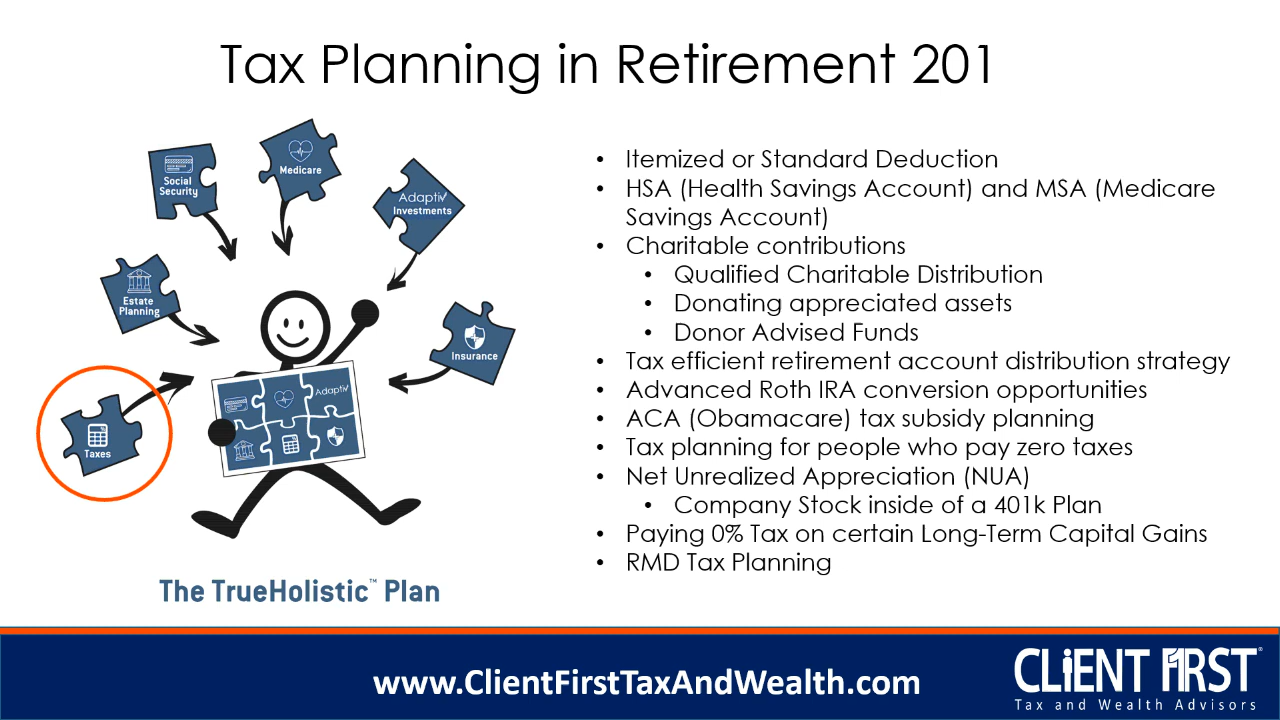 Tax Planning in Retirement 201
Social
Security
Medicare
Adaptiv
Investments
Estate
Planning
Insurance
Taxes
Adaptiv
The TrueHolistic™ Plan
• Itemized or Standard Deduction
• HSA (Health Savings Account) and MSA (Medicare
Savings Account)
• Charitable contributions
• Qualified Charitable Distribution
• Donating appreciated assets
• Donor Advised Funds
• Tax efficient retirement account distribution strategy
• Advanced Roth IRA conversion opportunities
• ACA (Obamacare) tax subsidy planning
• Tax planning for people who pay zero taxes
• Net Unrealized Appreciation (NUA)
• Company Stock inside of a 401k Plan
• Paying 0% Tax on certain Long-Term Capital Gains
• RMD Tax Planning
www.ClientFirstTaxAndWealth.com
CLiENT FiRST®
Tax and Wealth Advisors